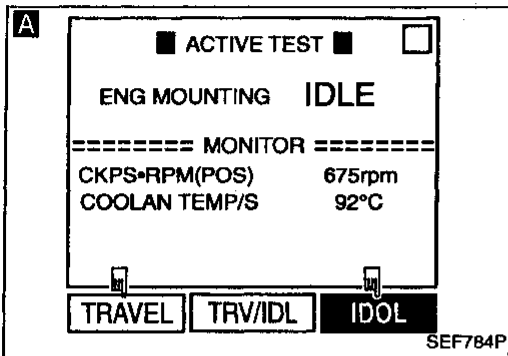 A
■ ACTIVE TEST ■
ENG MOUNTING IDLE
======== MONITOR ========
CKPS•RPM(POS) 675rpm
COOLAN TEMP/S 92°C
TRAVEL TRV/IDL IDOL
SEF784P